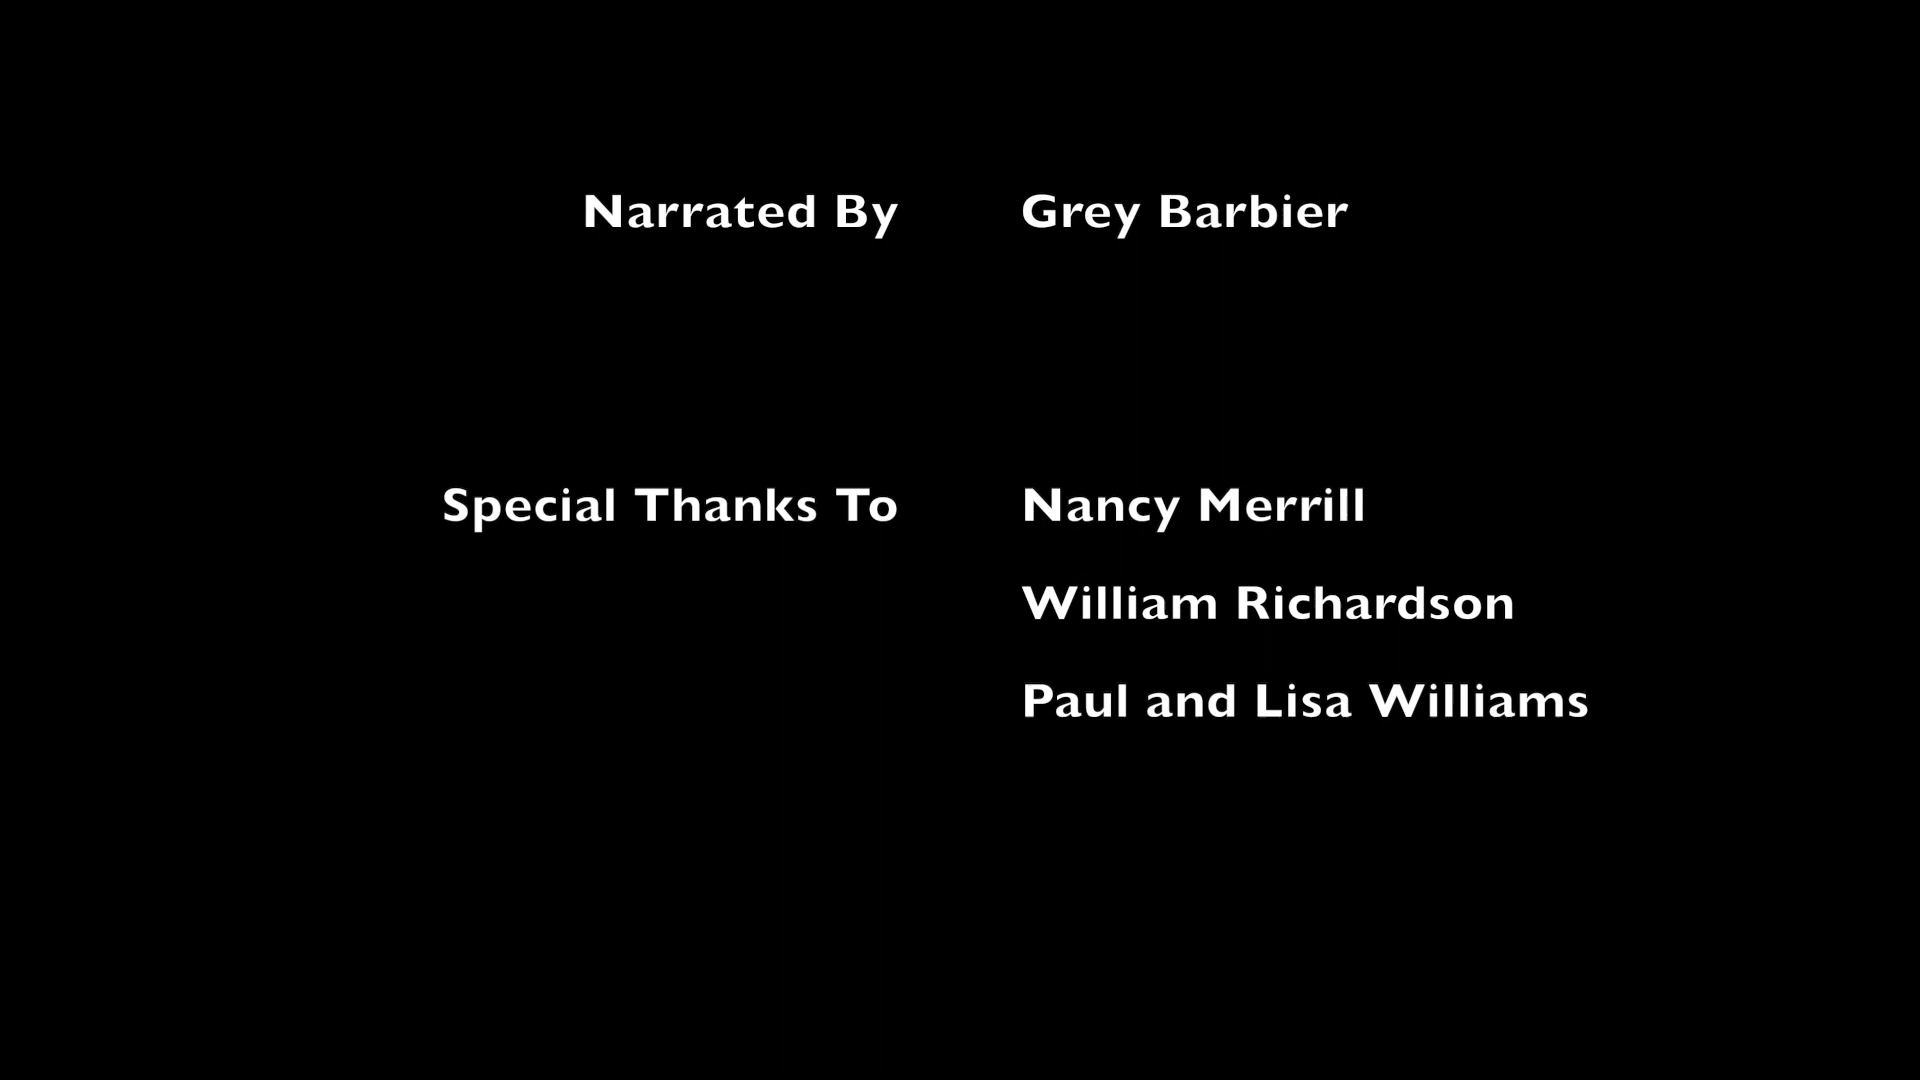 Narrated By Grey Barbier
Special Thanks To Nancy Merrill
William Richardson
Paul and Lisa Williams